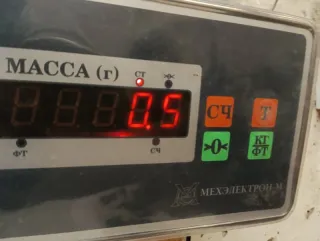 МАССА (г)
СТ
0.5
ФТ
СЧ
СЧ
Т
>0<
КГ
ФТ
МЕХЭЛЕКТРОН-М